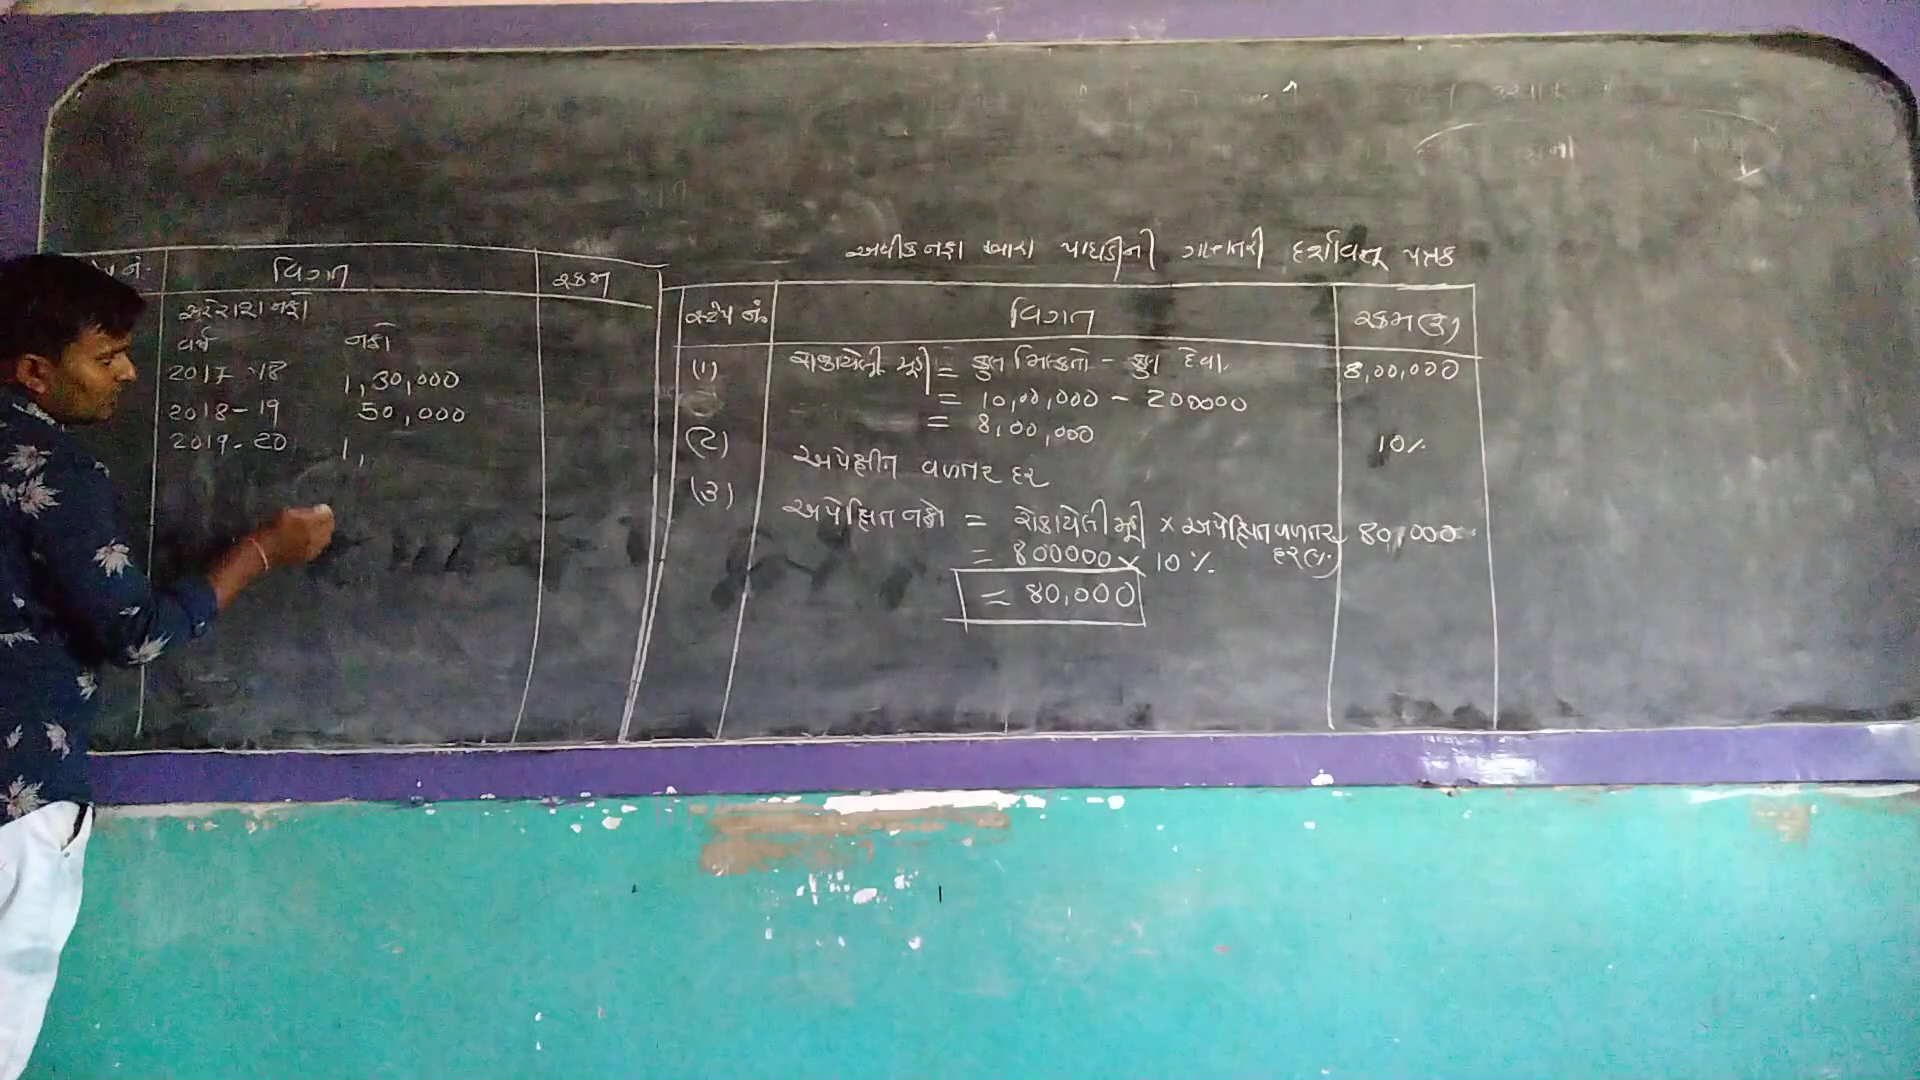 અધીક નફા દ્વારા પાઘડીની ગણતરી દર્શાવતું પત્રક
નં. વિગત રકમ
સરેરાશ નફા
વર્ષ નફો
2017-18 1,30,000
2018-19 50,000
2019-20 1,
સ્ટેપ નં. વિગત રકમ(રૂ)
(1) રોકાયેલી મૂડી = કુલ મિલ્કતો - કુલ દેવા 8,00,000
= 10,00,000 - 200000
= 8,00,000
(2) અપેક્ષીત વળતર દર 10%
(3) અપેક્ષિત નફો = રોકાયેલી મૂડી × અપેક્ષિત વળતર 80,000
= 800000 × 10% દર(%)
= 80,000